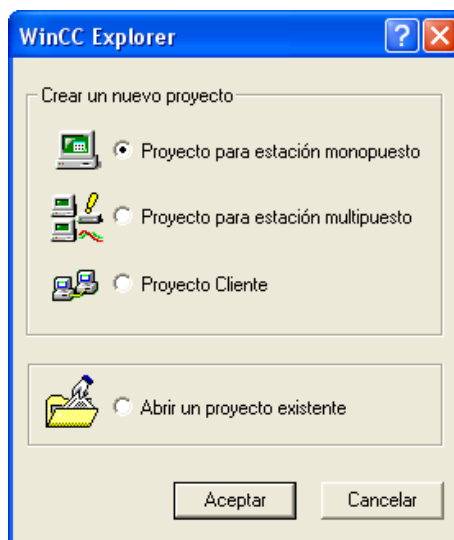 WinCC Explorer
Crear un nuevo proyecto
Proyecto para estación monopuesto
Proyecto para estación multipuesto
Proyecto Cliente
Abrir un proyecto existente
Aceptar Cancelar